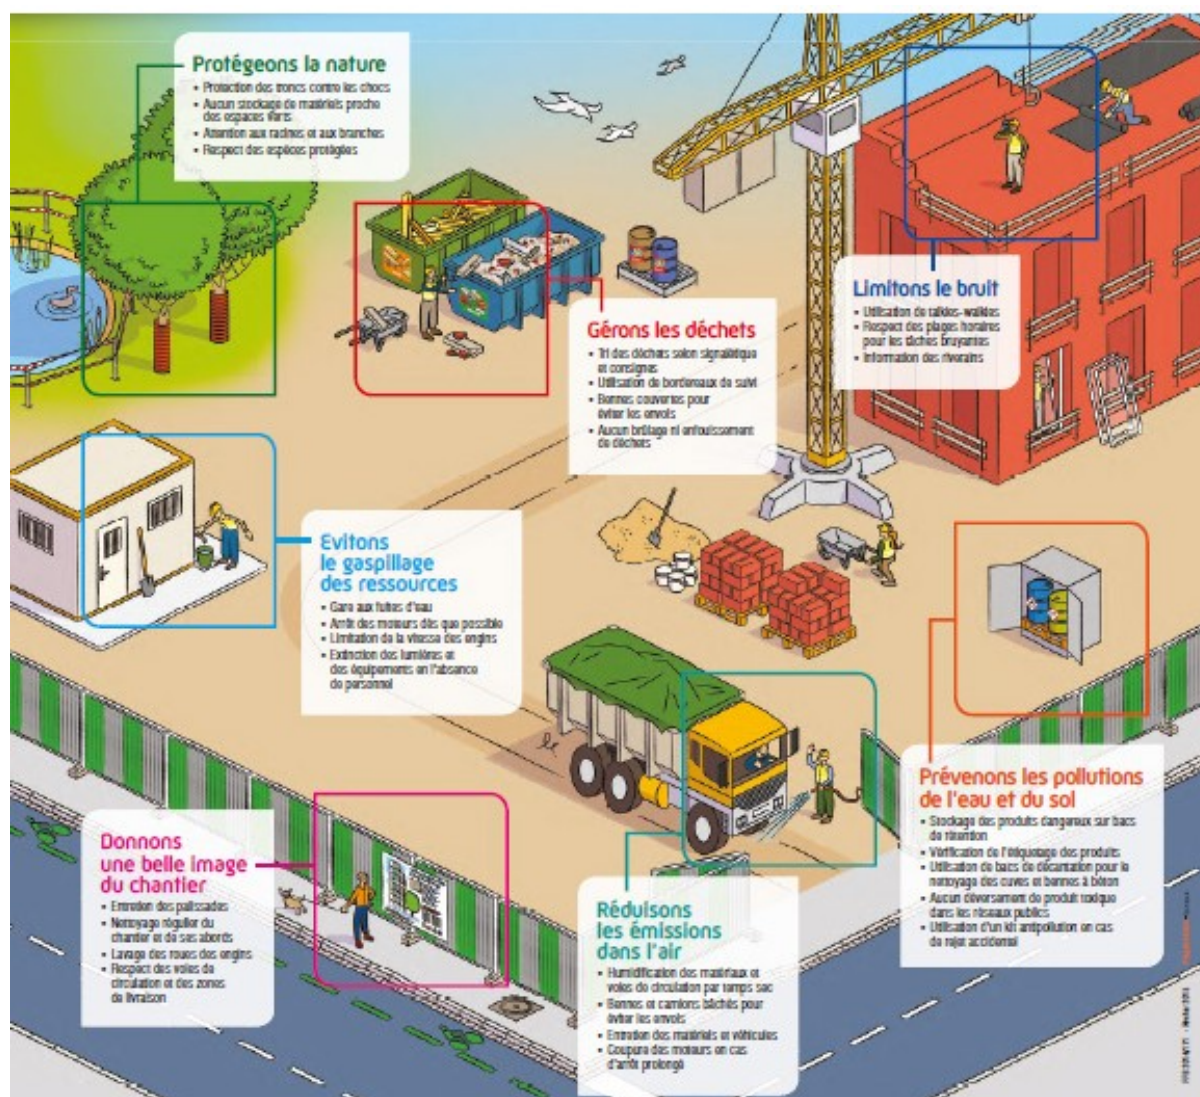 Protégeons la nature
• Protection des troncs contre les chocs
• Aucun stockage de matériels proche
des espaces verts
• Attention aux racines et aux branches
• Respect des espèces protégées
Limitons le bruit
• Utilisation de talkies-walkies
• Respect des plages horaires
pour les tâches bruyantes
• Information des riverains
Gérons les déchets
• Tri des déchets selon signalétique
et consignes
• Utilisation de bordereaux de suivi
• Bennes couvertes pour
éviter les envols
• Aucun brûlage ni enfouissement
de déchets
Evitons
le gaspillage
des ressources
• Gare aux fuites d'eau
• Arrêt des moteurs dès que possible
• Limitation de la vitesse des engins
• Extinction des lumières et
des équipements en l'absence
de personnel
Prévenons les pollutions
de l'eau et du sol
• Stockage des produits dangereux sur bacs
de rétention
• Vérification de l'étiquetage des produits
• Utilisation de bacs de décantation pour le
nettoyage des cuves et bennes à béton
• Aucun déversement de produit toxique
dans les réseaux publics
• Utilisation d'un kit antipollution en cas
de rejet accidentel
Donnons
une belle image
du chantier
• Entretien des palissades
• Nettoyage régulier du
chantier et de ses abords
• Lavage des roues des engins
• Respect des voies de
circulation et des zones
de livraison
Réduisons
les émissions
dans l'air
• Humidification des matériaux et
voies de circulation par temps sec
• Bennes et camions bâchés pour
éviter les envols
• Entretien des matériels et véhicules
• Coupure des moteurs en cas
d'arrêt prolongé